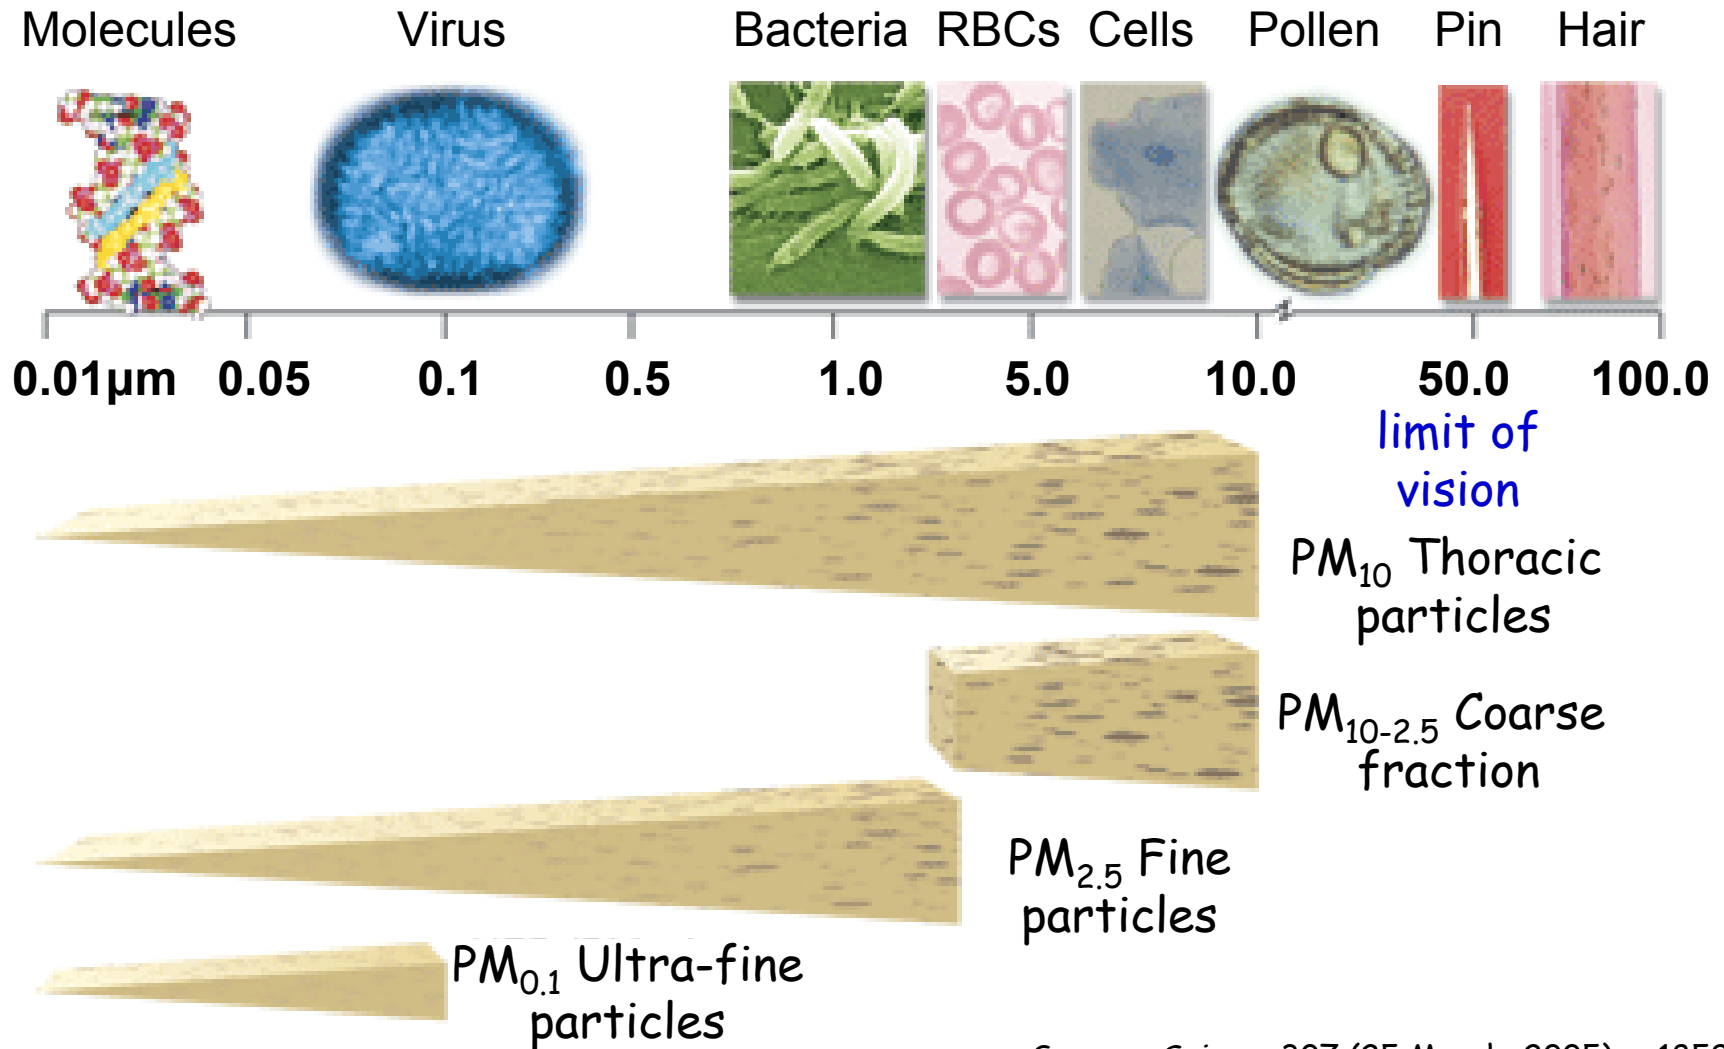 Molecules Virus Bacteria RBCs Cells Pollen Pin Hair
0.01µm 0.05 0.1 0.5 1.0 5.0 10.0 50.0 100.0
limit of
vision
PM10 Thoracic
particles
PM10-2.5 Coarse
fraction
PM2.5 Fine
particles
PM0.1 Ultra-fine
particles